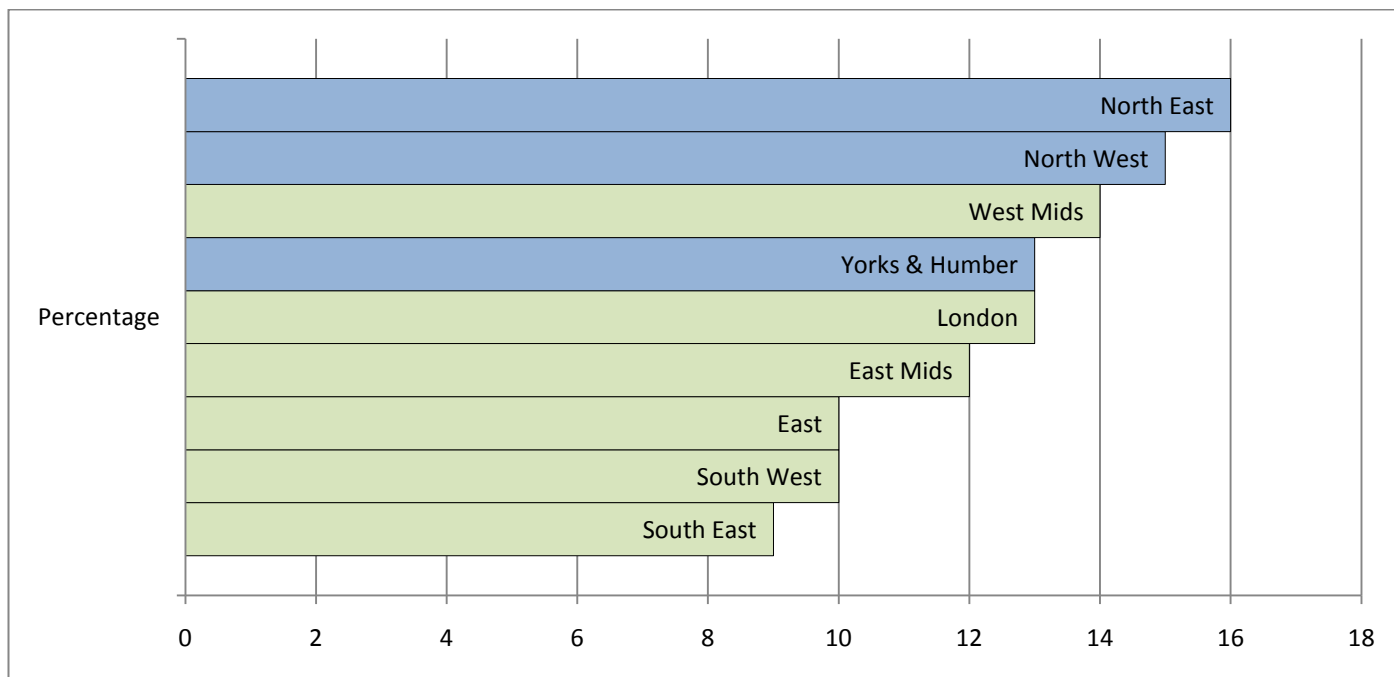 North East
North West
West Mids
Yorks & Humber
Percentage
London
East Mids
East
South West
South East
0 2 4 6 8 10 12 14 16 18